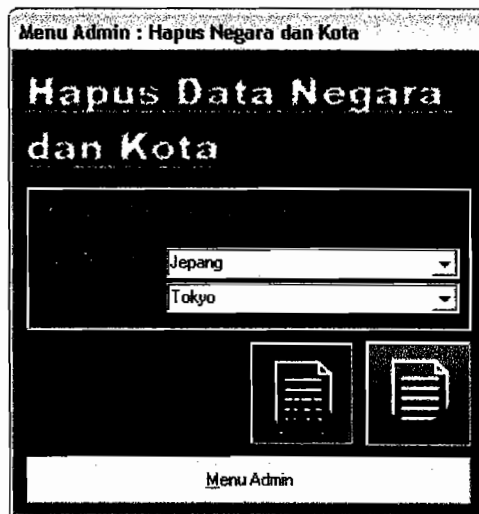 Menu Admin : Hapus Negara dan Kota
Hapus Data Negara
dan Kota
Jepang
Tokyo
Menu Admin